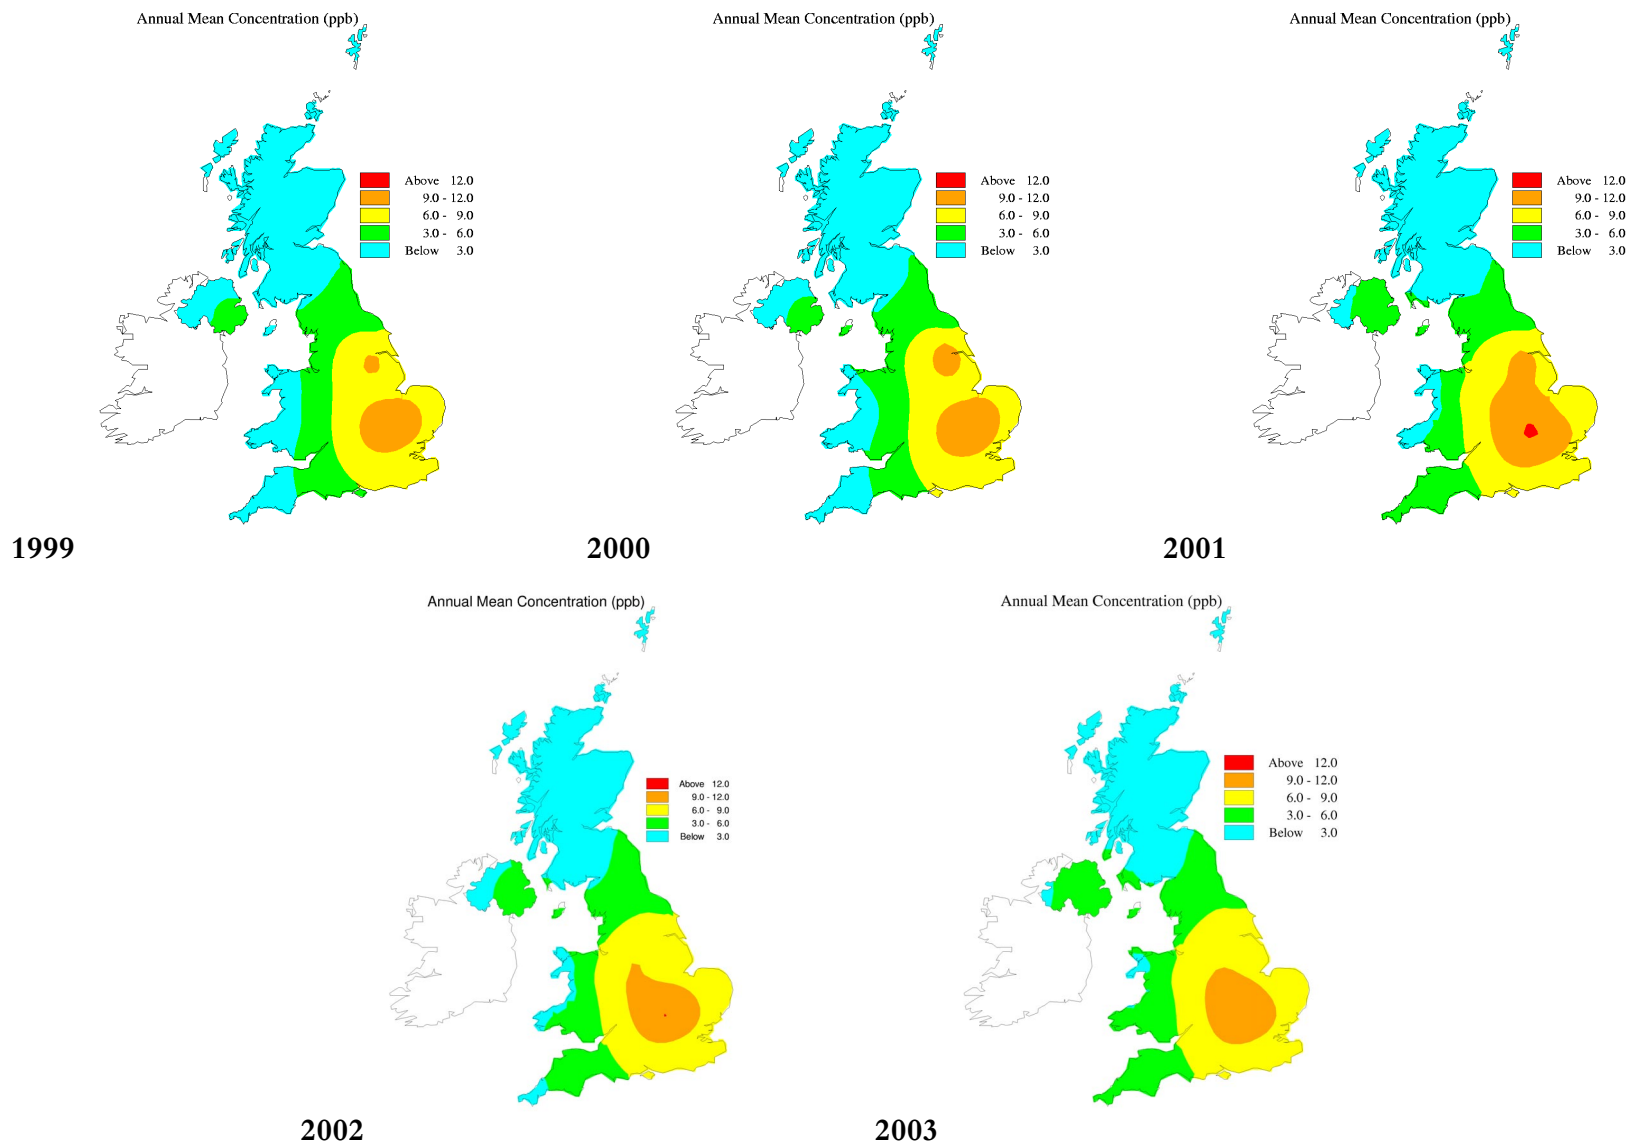 Annual Mean Concentration (ppb)
Above 12.0
9.0 - 12.0
6.0 - 9.0
3.0 - 6.0
Below 3.0
1999
Annual Mean Concentration (ppb)
Above 12.0
9.0 - 12.0
6.0 - 9.0
3.0 - 6.0
Below 3.0
2000
Annual Mean Concentration (ppb)
Above 12.0
9.0 - 12.0
6.0 - 9.0
3.0 - 6.0
Below 3.0
2001
Annual Mean Concentration (ppb)
Above 12.0
9.0 - 12.0
6.0 - 9.0
3.0 - 6.0
Below 3.0
2002
Annual Mean Concentration (ppb)
Above 12.0
9.0 - 12.0
6.0 - 9.0
3.0 - 6.0
Below 3.0
2003